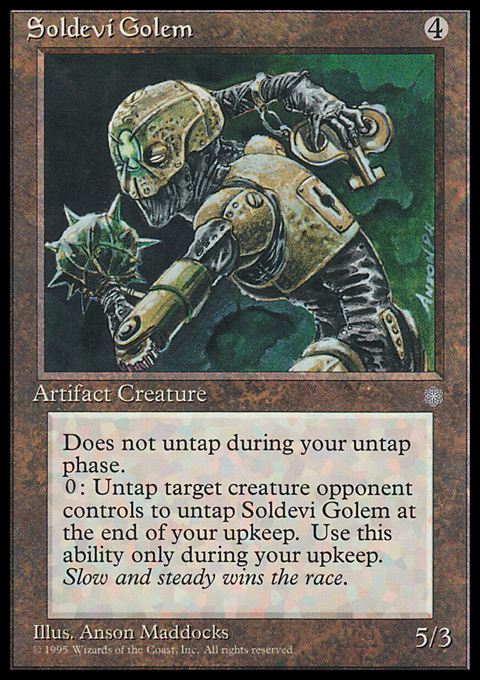 Soldevi Golem
4
Artifact Creature
Does not untap during your untap
phase.
0: Untap target creature opponent
controls to untap Soldevi Golem at
the end of your upkeep. Use this
ability only during your upkeep.
Slow and steady wins the race.
Illus. Anson Maddocks
5/3
© 1995 Wizards of the Coast, Inc. All rights reserved.